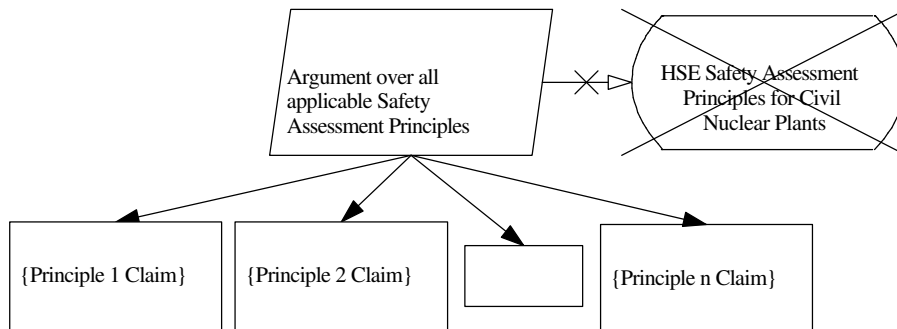 Argument over all
applicable Safety
Assessment Principles
HSE Safety Assessment
Principles for Civil
Nuclear Plants
{Principle 1 Claim}
{Principle 2 Claim}
{Principle n Claim}